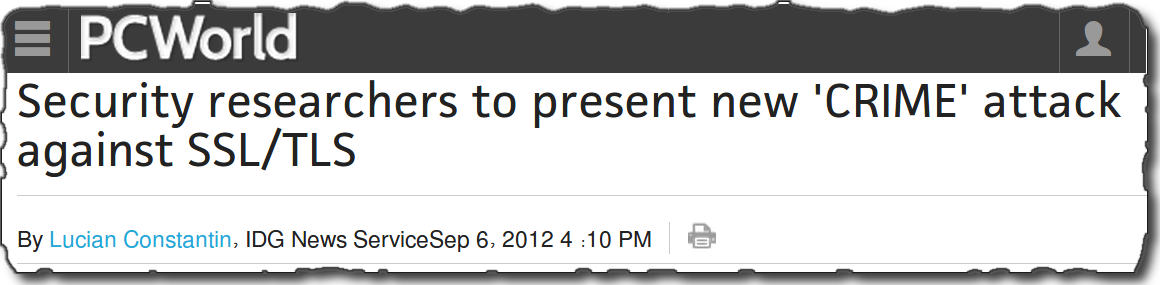 PCWorld
Security researchers to present new 'CRIME' attack
against SSL/TLS
By Lucian Constantin, IDG News ServiceSep 6, 2012 4 :10 PM